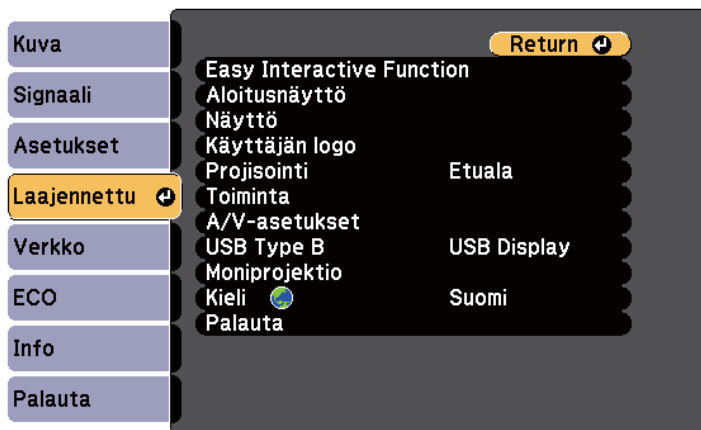 Kuva
Signaali
Asetukset
Laajennettu
Verkko
ECO
Info
Palauta
Return
Easy Interactive Function
Aloitusnäyttö
Näyttö
Käyttäjän logo
Projisointi Etuala
Toiminta
A/V-asetukset
USB Type B USB Display
Moniprojektio
Kieli Suomi
Palauta